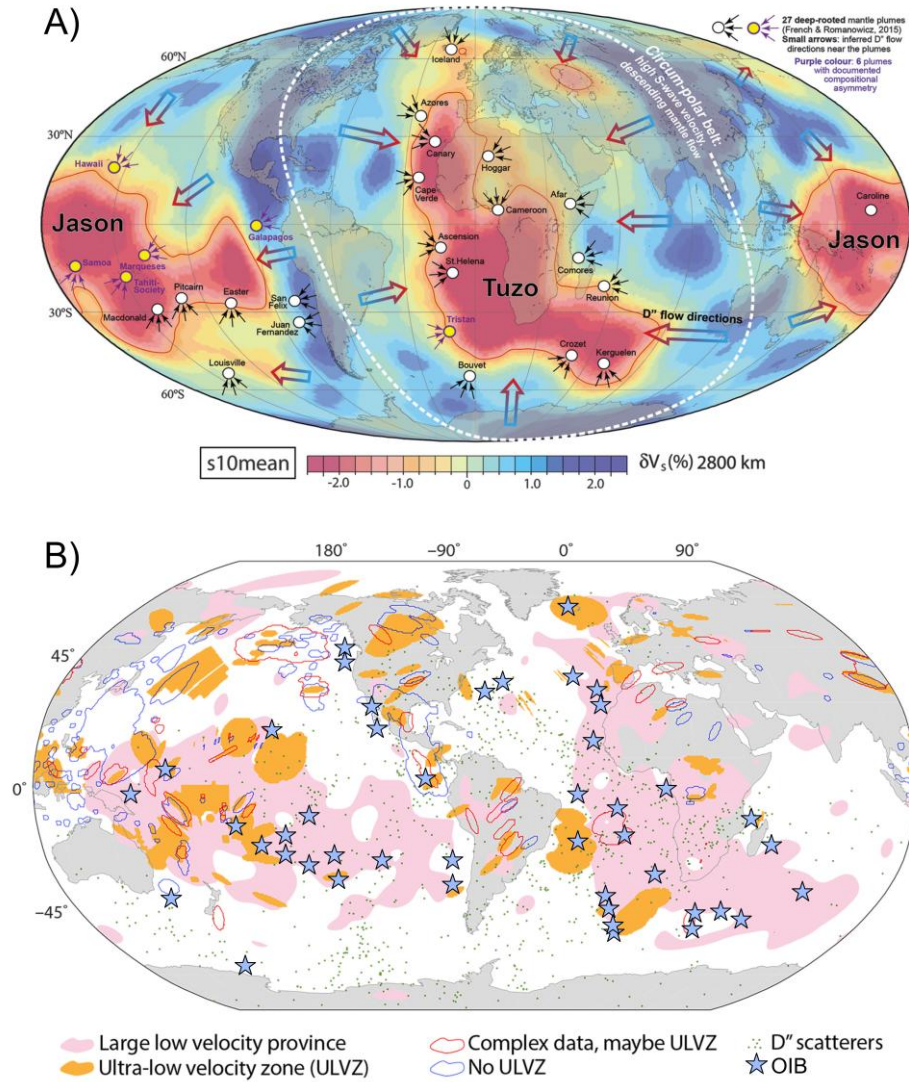 A)
27 deep-rooted mantle plumes
(French & Romanowicz, 2015)
Small arrows: inferred D" flow
directions near the plumes
Purple colour: 6 plumes
with documented
compositional
asymmetry
60°N
Iceland
Circum-polar belt:
high S-wave velocity,
descending mantle flow
Azores
30°N
Canary
Hoggar
Hawaii
Cape-
Verde
Afar
Caroline
Cameroon
Jason
Galapagos
Jason
Ascension
Marqueses
Samoa
Comores
St.Helena
Tahiti-
Society
Tuzo
Reunion
Pitcairn
Easter
San
Felix
30°S
Macdonald
Juan
Fernandez
Tristan
D" flow directions
Crozet
Kerguelen
Louisville
Bouvet
60°S
s10mean
-2.0
-1.0
0
1.0
2.0
δVs(%) 2800 km
B)
180°
−90°
0°
90°
45°
0°
−45°
Large low velocity province
Complex data, maybe ULVZ
D" scatterers
Ultra-low velocity zone (ULVZ)
No ULVZ
OIB